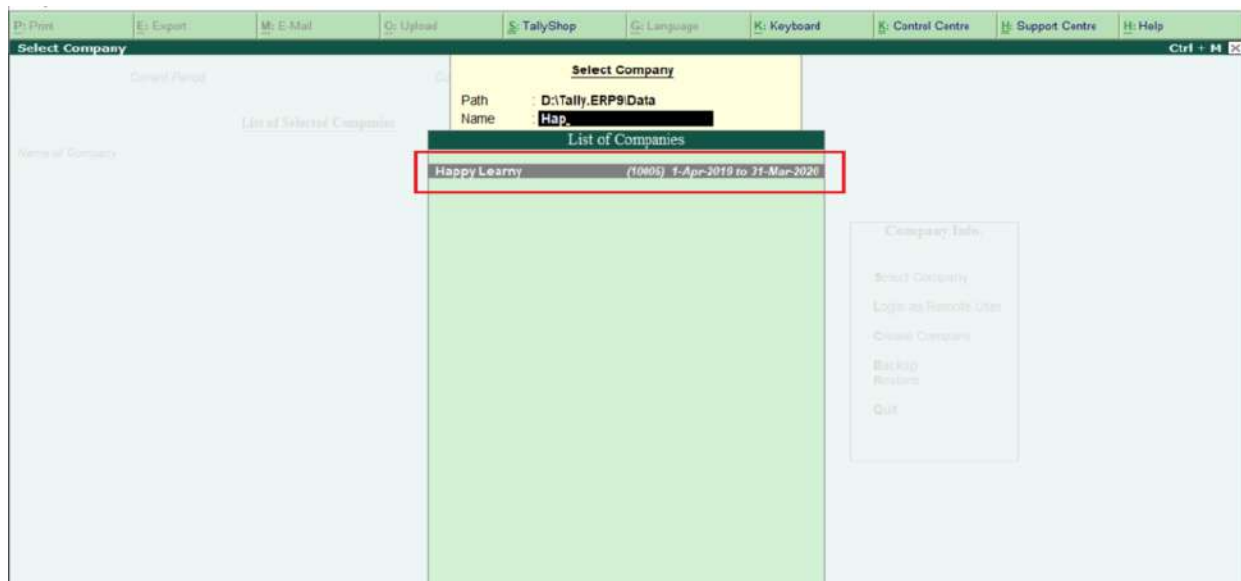 P: Print E: Export M: E-Mail O: Upload S: TallyShop G: Language K: Keyboard K: Control Centre H: Support Centre H: Help
Select Company Ctrl + M
Current Period
Select Company
Path : D:\Tally.ERP9\Data
Name : Hap
List of Selected Companies
List of Companies
Name of Company
Happy Learny (10005) 1-Apr-2019 to 31-Mar-2020
Company Info.
Select Company
Login as Remote User
Create Company
Backup
Restore
Quit